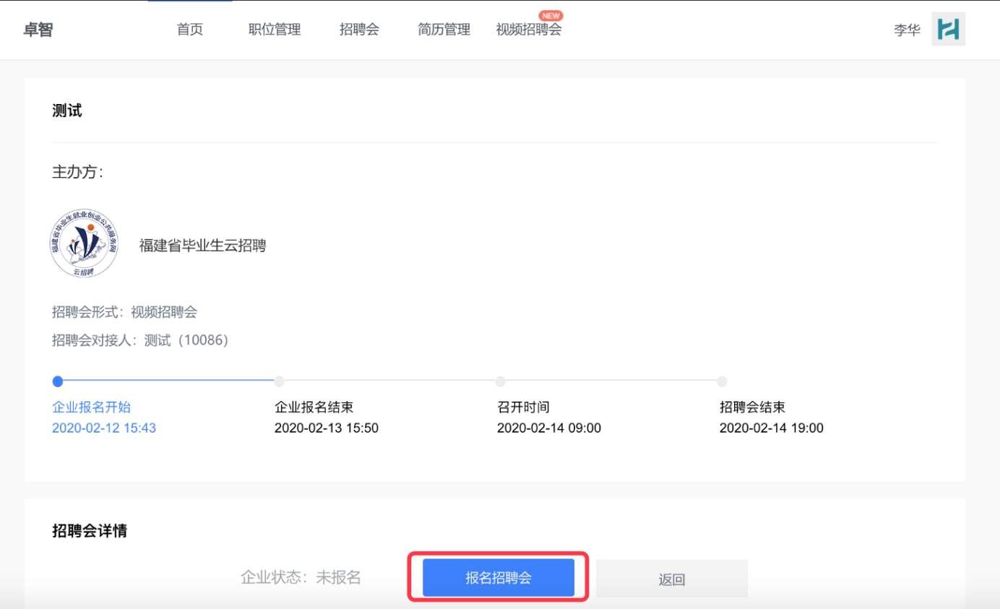 卓智
首页
职位管理
招聘会
简历管理
视频招聘会
NEW
李华
测试
主办方：
福建省毕业生就业创业公共服务网
云招聘
福建省毕业生云招聘
招聘会形式：视频招聘会
招聘会对接人：测试（10086）
企业报名开始
2020-02-12 15:43
企业报名结束
2020-02-13 15:50
召开时间
2020-02-14 09:00
招聘会结束
2020-02-14 19:00
招聘会详情
企业状态：未报名
报名招聘会
返回